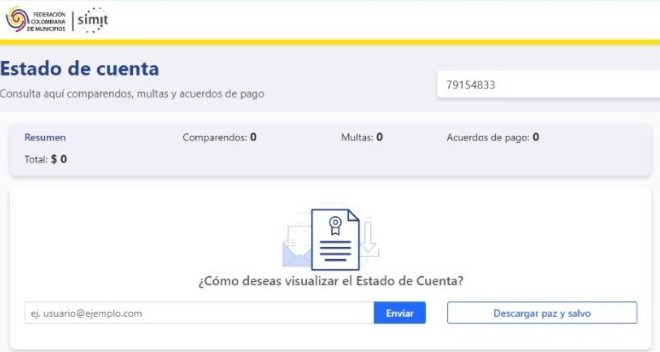 FEDERACIÓN
COLOMBIANA
DE MUNICIPIOS
simit
Estado de cuenta
Consulta aquí comparendos, multas y acuerdos de pago
79154833
Resumen Comparendos: 0 Multas: 0 Acuerdos de pago: 0
Total: $ 0
¿Cómo deseas visualizar el Estado de Cuenta?
ej. usuario@ejemplo.com Enviar Descargar paz y salvo